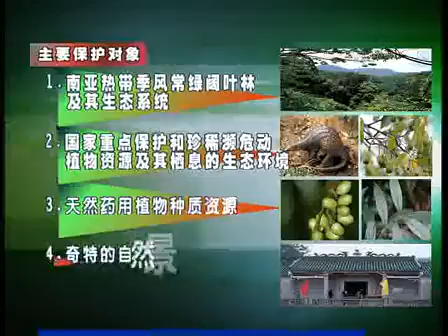 主要保护对象
1. 南亚热带季风常绿阔叶林
及其生态系统
2. 国家重点保护和珍稀濒危动
植物资源及其栖息的生态环境
3. 天然药用植物种质资源
4. 奇特的自然景